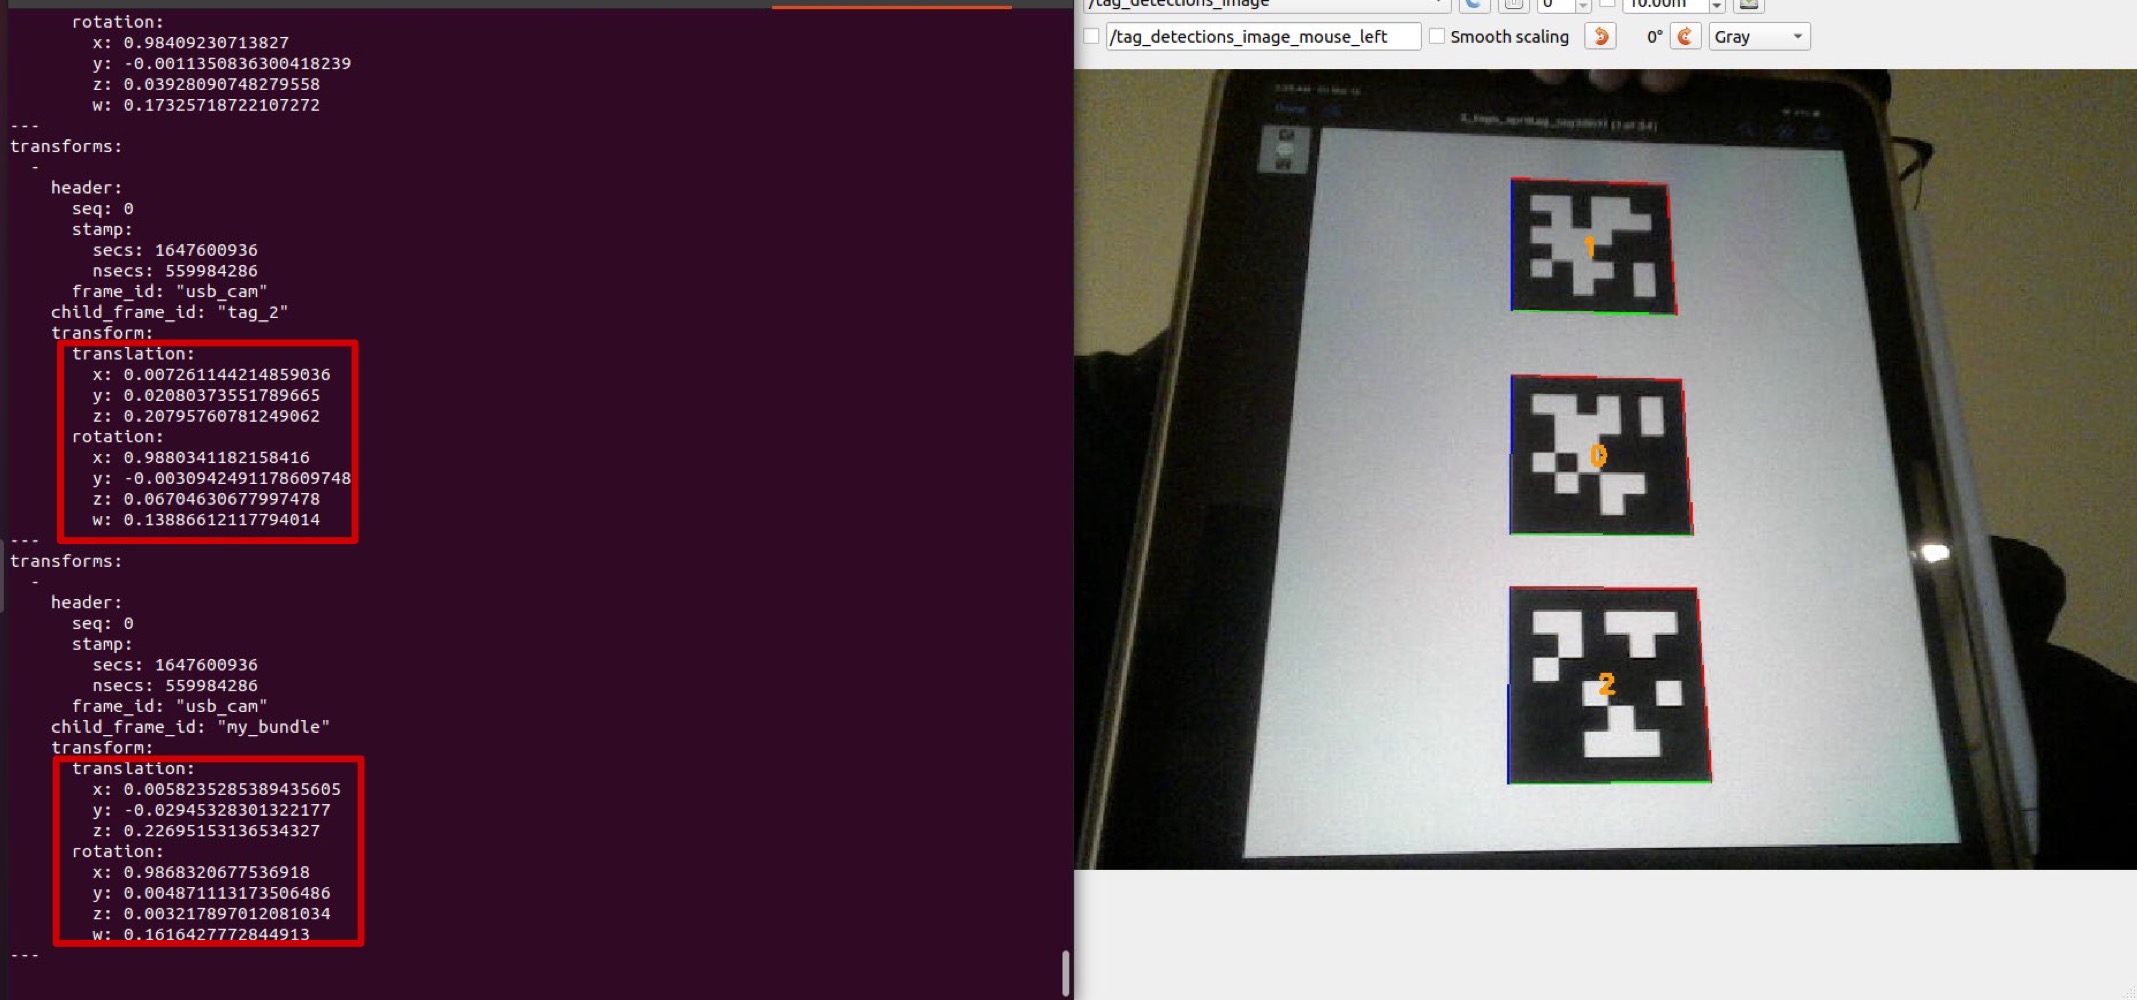 rotation:
x: 0.98409230713827
y: -0.0011350836300418239
z: 0.03928090748279558
w: 0.17325718722107272
---
transforms:
-
header:
seq: 0
stamp:
secs: 1647600936
nsecs: 559984286
frame_id: "usb_cam"
child_frame_id: "tag_2"
transform:
translation:
x: 0.007261144214859036
y: 0.02080373551789665
z: 0.20795760781249062
rotation:
x: 0.9880341182158416
y: -0.0030942491178609748
z: 0.06704630677997478
w: 0.13886612117794014
---
transforms:
-
header:
seq: 0
stamp:
secs: 1647600936
nsecs: 559984286
frame_id: "usb_cam"
child_frame_id: "my_bundle"
transform:
translation:
x: 0.0058235285389435605
y: -0.02945328301322177
z: 0.22695153136534327
rotation:
x: 0.9868320677536918
y: 0.004871113173506486
z: 0.003217897012081034
w: 0.1616427772844913
---
/tag_detections_image
0
10.00m
/tag_detections_image_mouse_left
Smooth scaling
0°
Gray
1
0
2